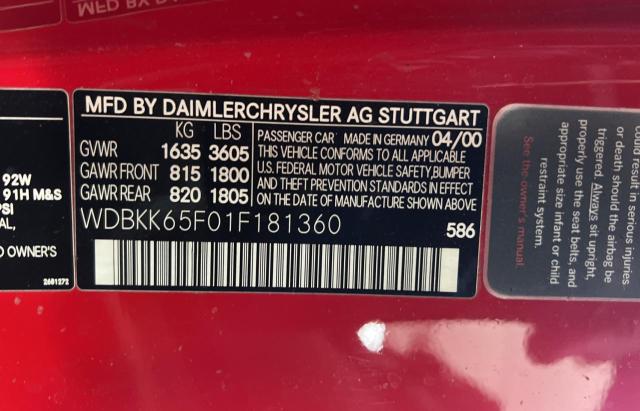 MFD BY DAIMLERCHRYSLER AG STUTTGART
KG LBS
GVWR 1635 3605
GAWR FRONT 815 1800
GAWR REAR 820 1805
PASSENGER CAR MADE IN GERMANY 04/00
THIS VEHICLE CONFORMS TO ALL APPLICABLE
U.S. FEDERAL MOTOR VEHICLE SAFETY,BUMPER
AND THEFT PREVENTION STANDARDS IN EFFECT
ON THE DATE OF MANUFACTURE SHOWN ABOVE
WDBKK65F01F181360
586
92W
91H M&S
PSI
AL,
O OWNER'S
2681272
ould result in serious injuries
or death should the airbag be
triggered. Always sit upright,
properly use the seat belts, and
appropriate size infant or child
restraint system.
See the owner's manual.